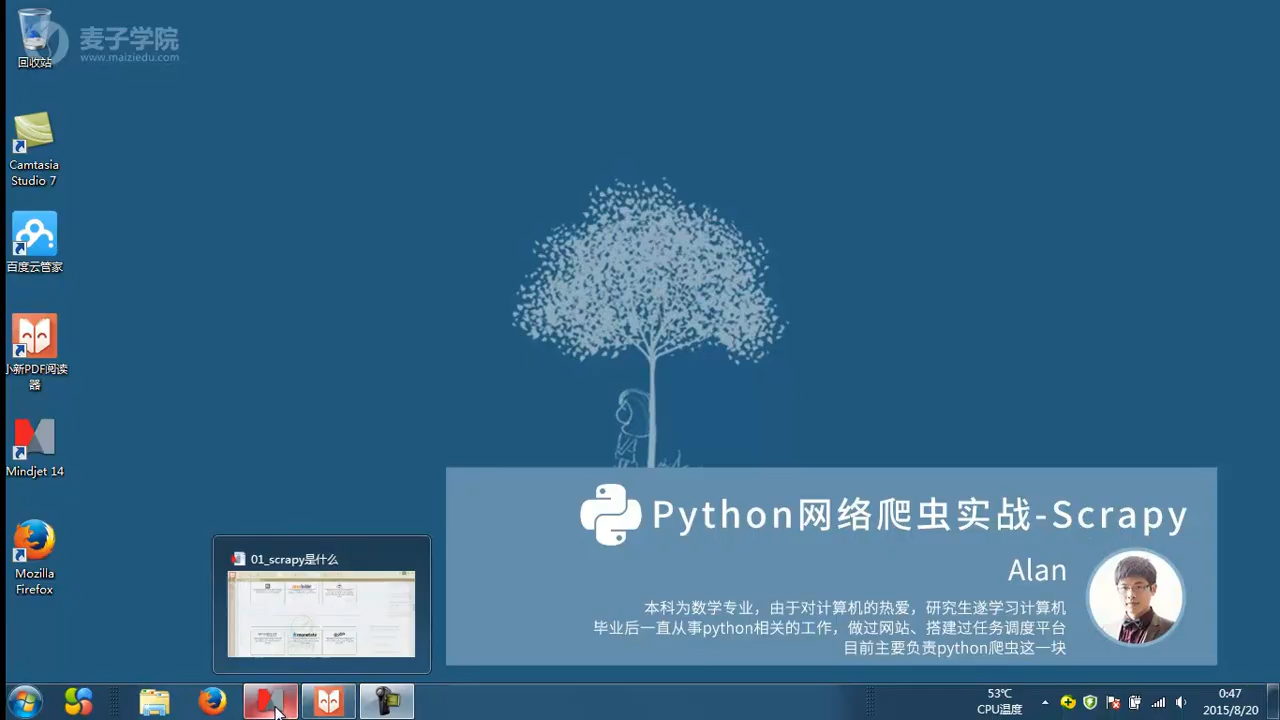 麦子学院
www.maiziedu.com
回收站
Camtasia
Studio 7
百度云管家
小新PDF阅读
器
Mindjet 14
Mozilla
Firefox
01_scrapy是什么
Python网络爬虫实战-Scrapy
Alan
本科为数学专业，由于对计算机的热爱，研究生遂学习计算机
毕业后一直从事python相关的工作，做过网站、搭建过任务调度平台
目前主要负责python爬虫这一块
53℃
CPU温度
0:47
2015/8/20